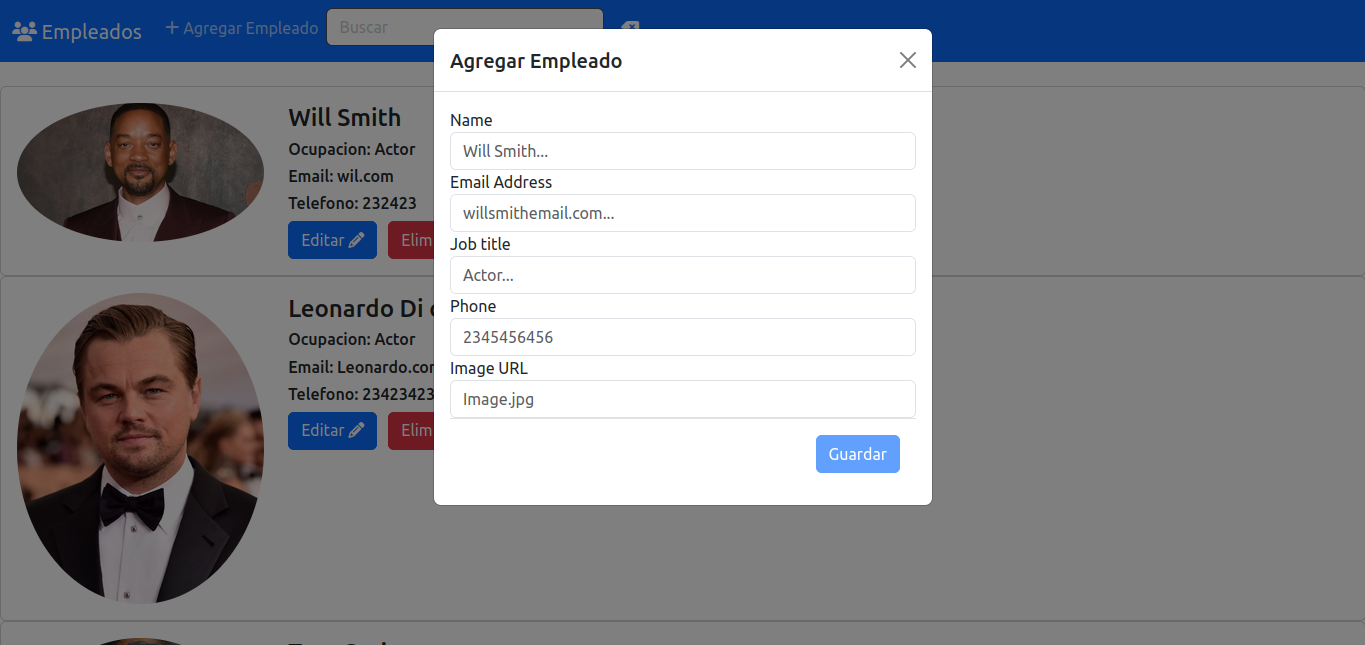 Empleados
+ Agregar Empleado
Buscar
Agregar Empleado
Name
Will Smith...
Email Address
willsmithemail.com...
Job title
Actor...
Phone
2345456456
Image URL
Image.jpg
Guardar
Will Smith
Ocupacion: Actor
Email: wil.com
Telefono: 232423
Editar
Elim
Leonardo Di
Ocupacion: Actor
Email: Leonardo.co
Telefono: 23423423
Editar
Elim